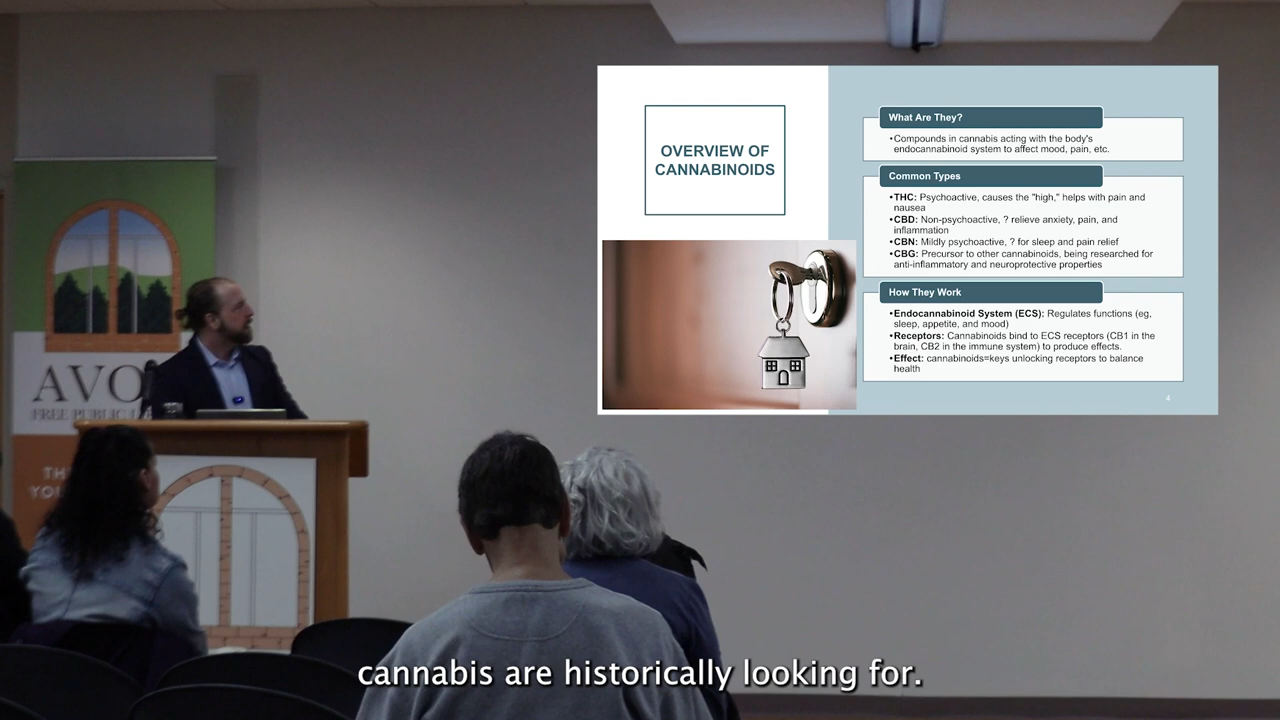 OVERVIEW OF
CANNABINOIDS
What Are They?
•Compounds in cannabis acting with the body's
endocannabinoid system to affect mood, pain, etc.
Common Types
•THC: Psychoactive, causes the "high," helps with pain and
nausea
•CBD: Non-psychoactive, ? relieve anxiety, pain, and
inflammation
•CBN: Mildly psychoactive, ? for sleep and pain relief
•CBG: Precursor to other cannabinoids, being researched for
anti-inflammatory and neuroprotective properties
How They Work
•Endocannabinoid System (ECS): Regulates functions (eg,
sleep, appetite, and mood)
•Receptors: Cannabinoids bind to ECS receptors (CB1 in the
brain, CB2 in the immune system) to produce effects.
•Effect: cannabinoids=keys unlocking receptors to balance
health
4
AVO
FREE PUBLIC
cannabis are historically looking for.